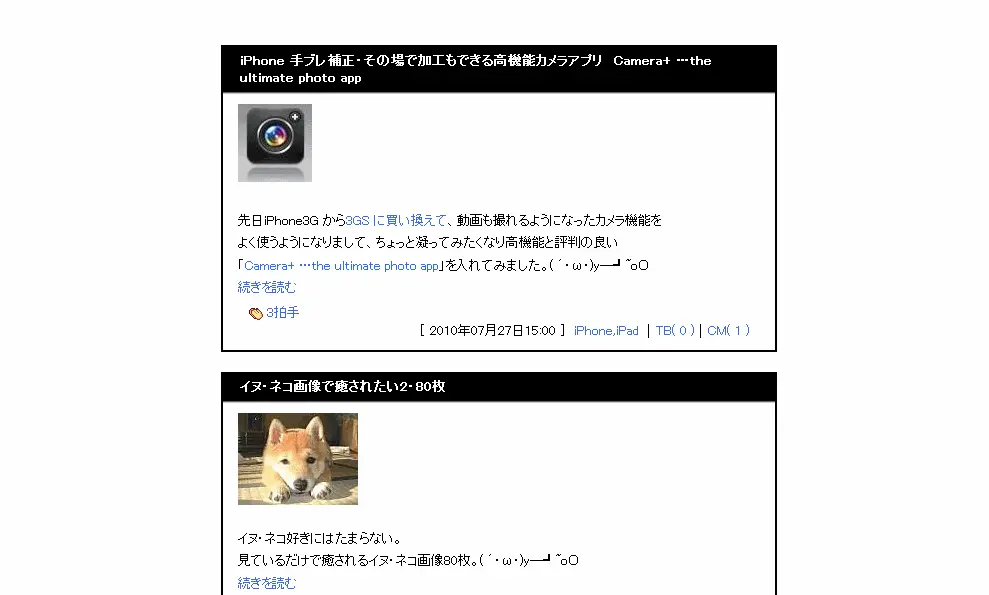 iPhone 手ブレ補正・その場で加工もできる高機能カメラアプリ　Camera+ …the
ultimate photo app
先日iPhone3G から3GS に買い換えて、動画も撮れるようになったカメラ機能を
よく使うようになりまして、ちょっと凝ってみたくなり高機能と評判の良い
「Camera+ …the ultimate photo app」を入れてみました。(´・ω・)y━┛~oO
続きを読む
3拍手
[ 2010年07月27日15:00 ] iPhone,iPad | TB( 0 ) | CM( 1 )
イヌ・ネコ画像で癒されたい2・80枚
イヌ・ネコ好きにはたまらない。
見ているだけで癒されるイヌ・ネコ画像80枚。(´・ω・)y━┛~oO
続きを読む